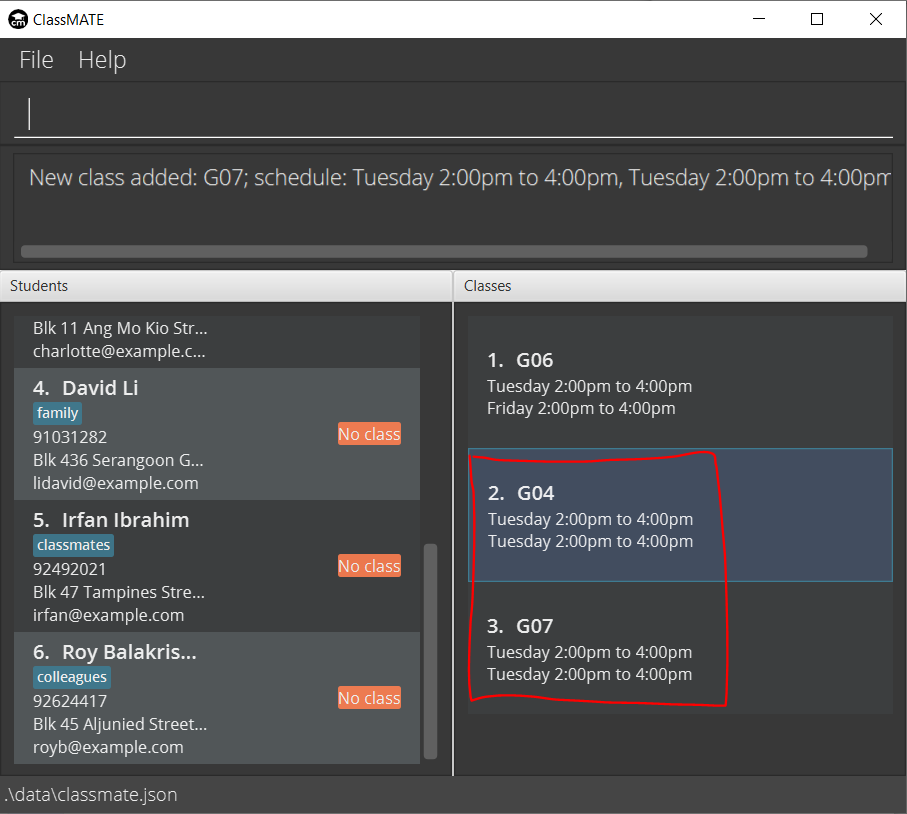 ClassMATE
File Help
New class added: G07; schedule: Tuesday 2:00pm to 4:00pm, Tuesday 2:00pm to 4:00pm
Students
Blk 11 Ang Mo Kio Str...
charlotte@example.c...
4. David Li
family
91031282
No class
Blk 436 Serangoon G...
lidavid@example.com
5. Irfan Ibrahim
classmates
92492021
No class
Blk 47 Tampines Stre...
irfan@example.com
6. Roy Balakris...
colleagues
92624417
No class
Blk 45 Aljunied Street...
royb@example.com
Classes
1. G06
Tuesday 2:00pm to 4:00pm
Friday 2:00pm to 4:00pm
2. G04
Tuesday 2:00pm to 4:00pm
Tuesday 2:00pm to 4:00pm
3. G07
Tuesday 2:00pm to 4:00pm
Tuesday 2:00pm to 4:00pm
.\data\classmate.json